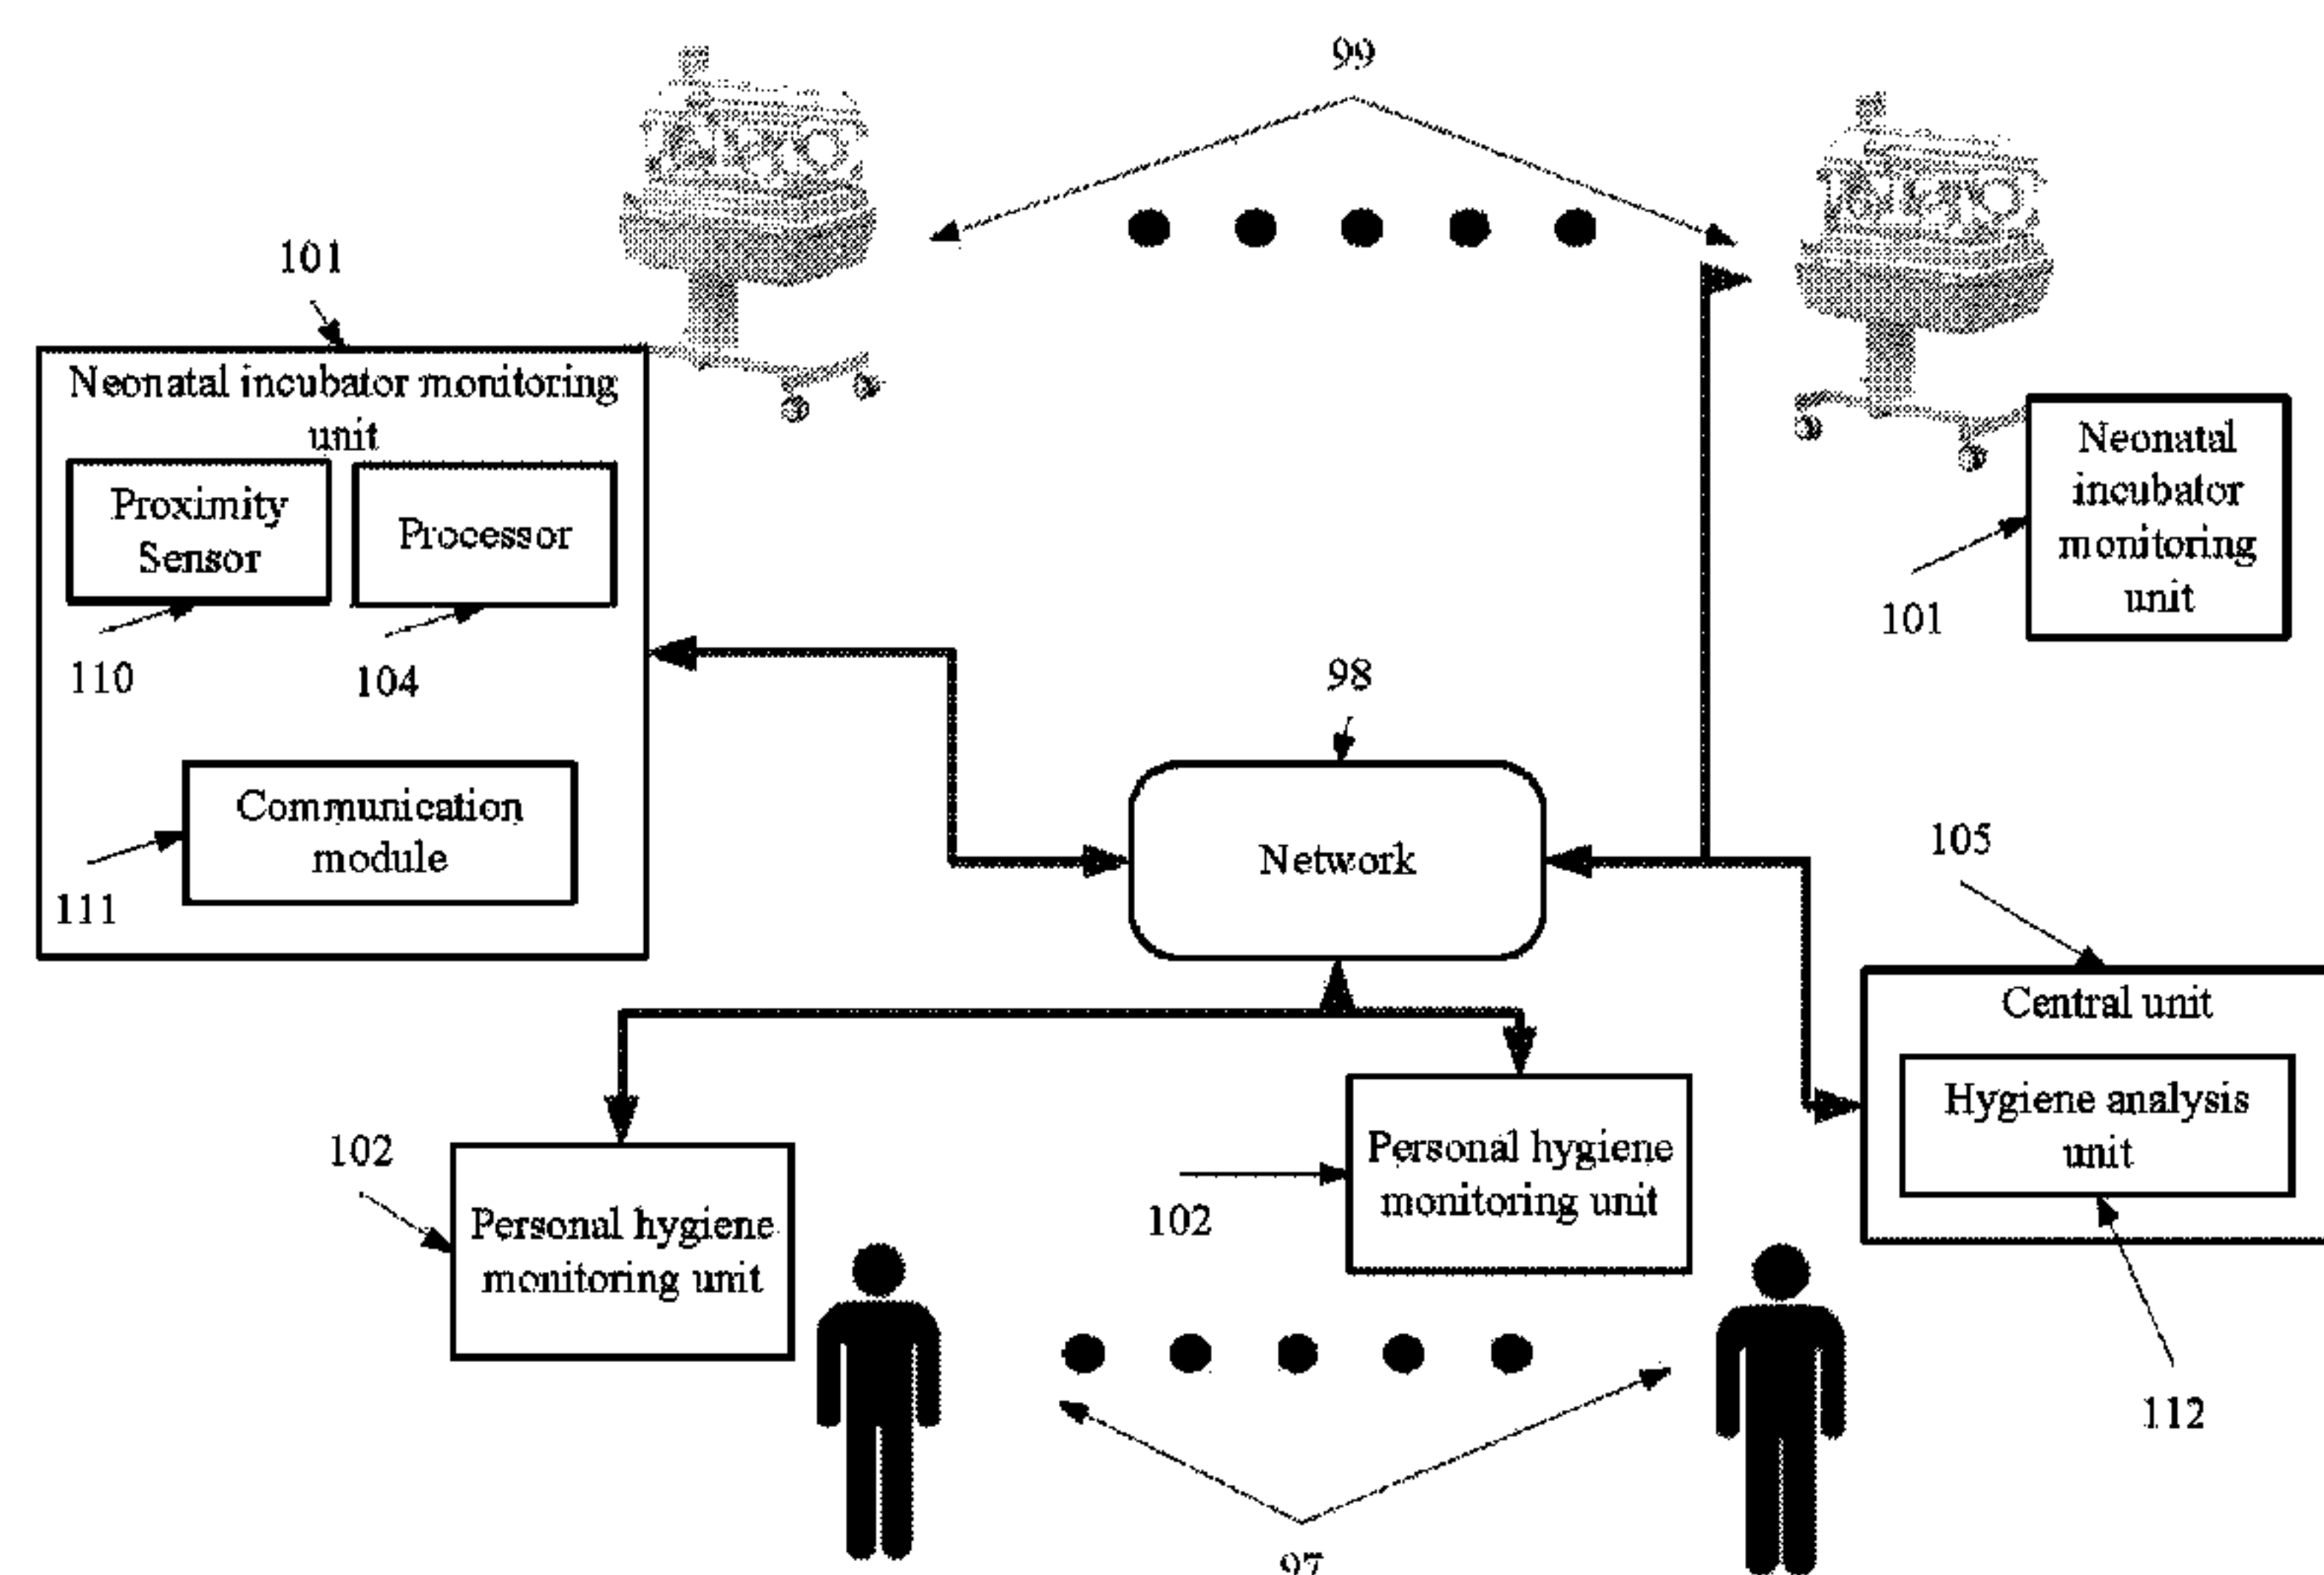 99
101
Neonatal incubator monitoring
unit
Proximity
Sensor
Processor
110
104
Communication
module
111
Neonatal
incubator
monitoring
unit
101
98
Network
105
Central unit
Hygiene analysis
unit
112
102
Personal hygiene
monitoring unit
102
Personal hygiene
monitoring unit
97